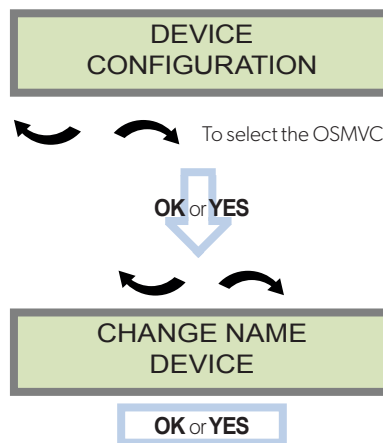 DEVICE
CONFIGURATION
To select the OSMVC
OK or YES
CHANGE NAME
DEVICE
OK or YES